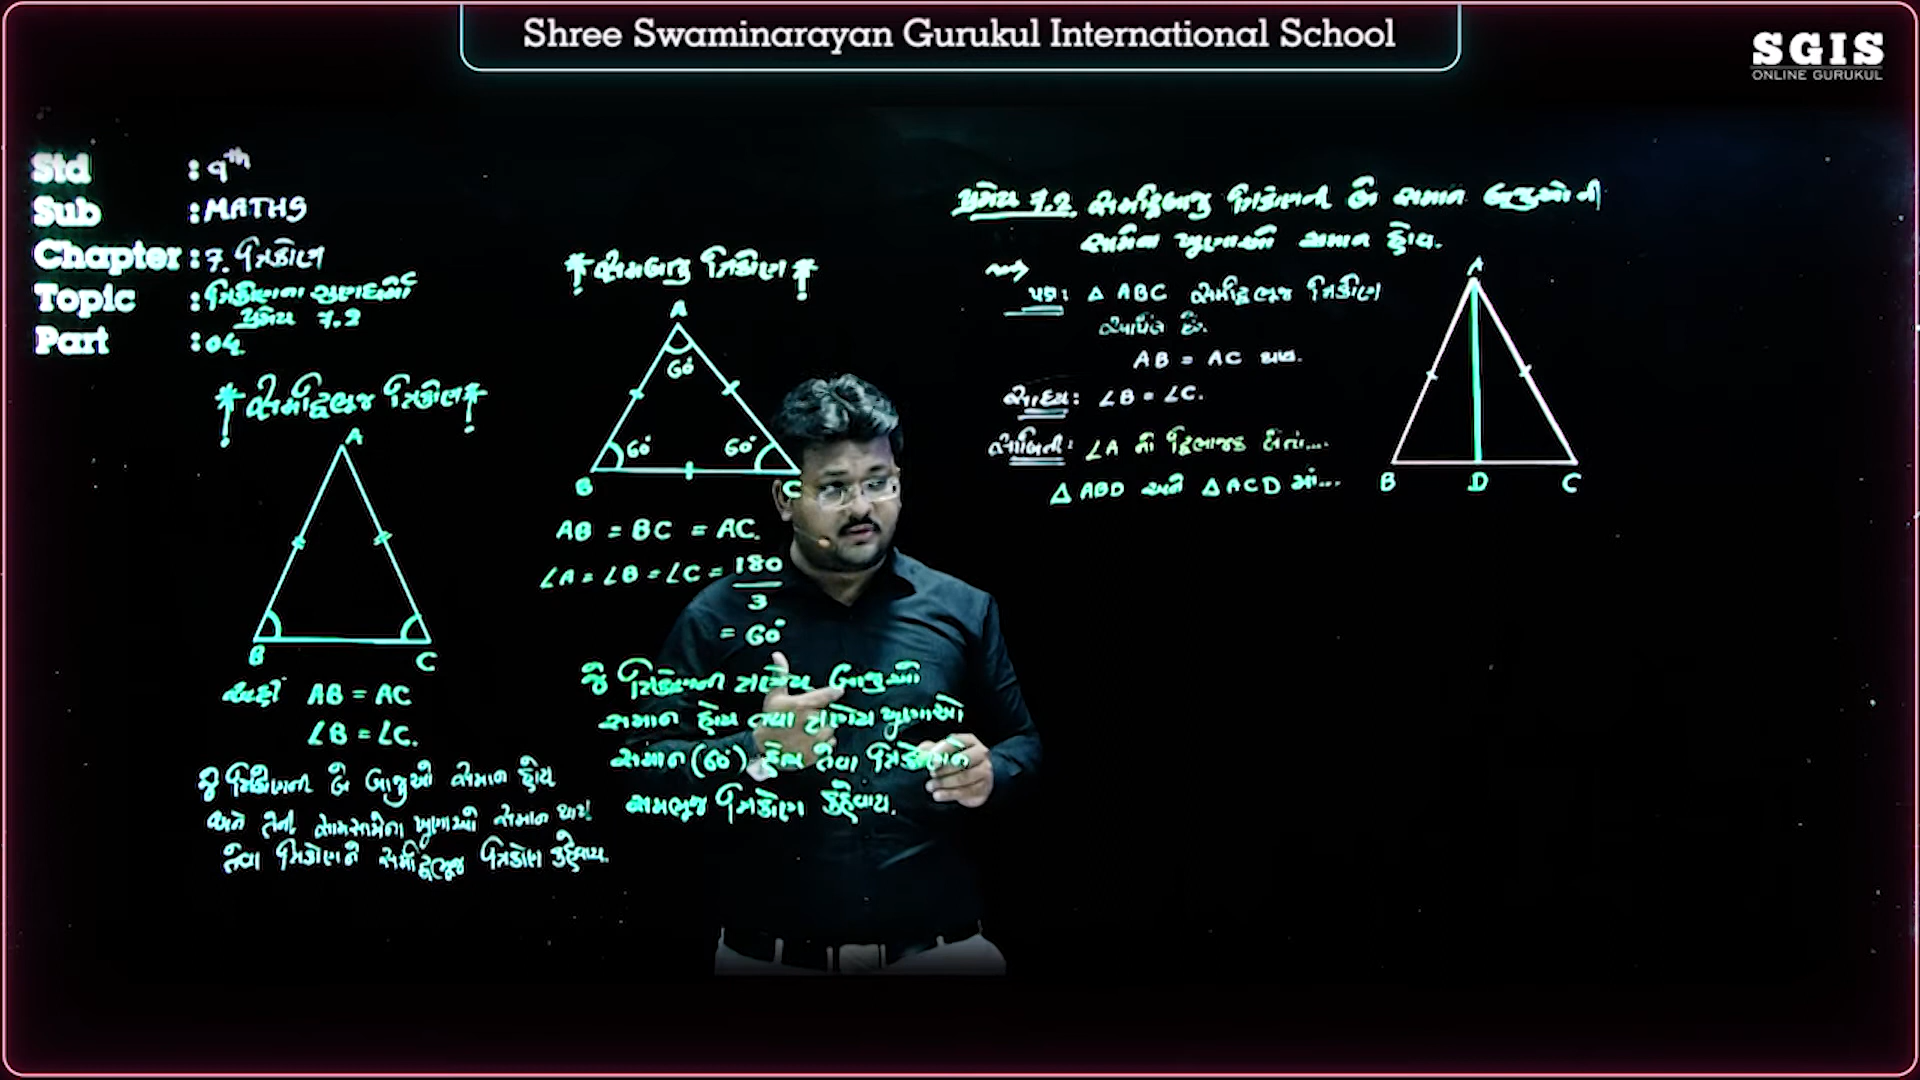 Shree Swaminarayan Gurukul International School
SGIS
ONLINE GURUKUL
Std : ૧th
Sub : MATHS
Chapter : 7. ત્રિકોણ
Topic : ત્રિકોણના ગુણધર્મો
પ્રમેય 7.2
Part : ०૫
* સમદ્વિભૂજ ત્રિકોણ *
A
B
C
અહીં AB = AC
∠B = ∠C.
જે ત્રિકોણની બે બાજુઓ સમાન હોય
અને તેની સામસામેના ખુણાઓ સમાન થાય
તેવા ત્રિકોણને સમદ્વિભૂજ ત્રિકોણ કહેવાય.
* સમબાજુ ત્રિકોણ *
A
60°
60°
60°
B
C
AB = BC = AC.
∠A = ∠B = ∠C = 180
3
= 60°
જે ત્રિકોણની ત્રણેય બાજુઓ
સમાન હોય તથા ત્રણેય ખુણાઓ
સમાન (60°) હોય તેવા ત્રિકોણને
સમભૂજ ત્રિકોણ કહેવાય.
પ્રમેય 7.2 સમદ્વિબાજુ ત્રિકોણની બે સમાન બાજુઓની
સામેના ખુણાઓ સમાન હોય.
પક્ષ: △ ABC સમદ્વિભૂજ ત્રિકોણ
આપેલ છે.
AB = AC થાય.
સાધ્ય: ∠B = ∠C.
સાબિતી: ∠A નો દ્વિભાજક લેતાં...
△ ABD અને △ ACD માં...
A
B
D
C